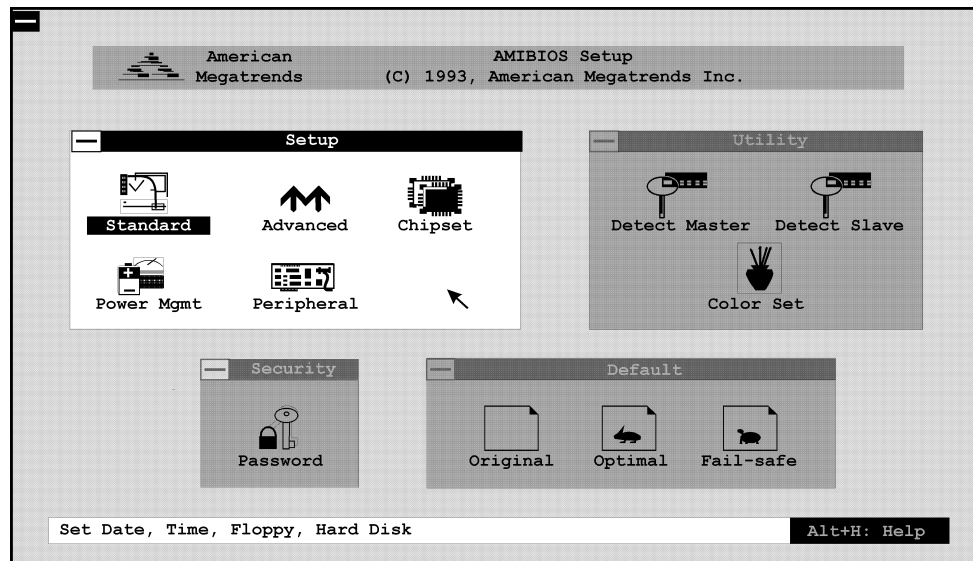 American Megatrends
AMIBIOS Setup
(C) 1993, American Megatrends Inc.
Setup
Standard
Advanced
Chipset
Power Mgmt
Peripheral
Utility
Detect Master
Detect Slave
Color Set
Security
Password
Default
Original
Optimal
Fail-safe
Set Date, Time, Floppy, Hard Disk
Alt+H: Help